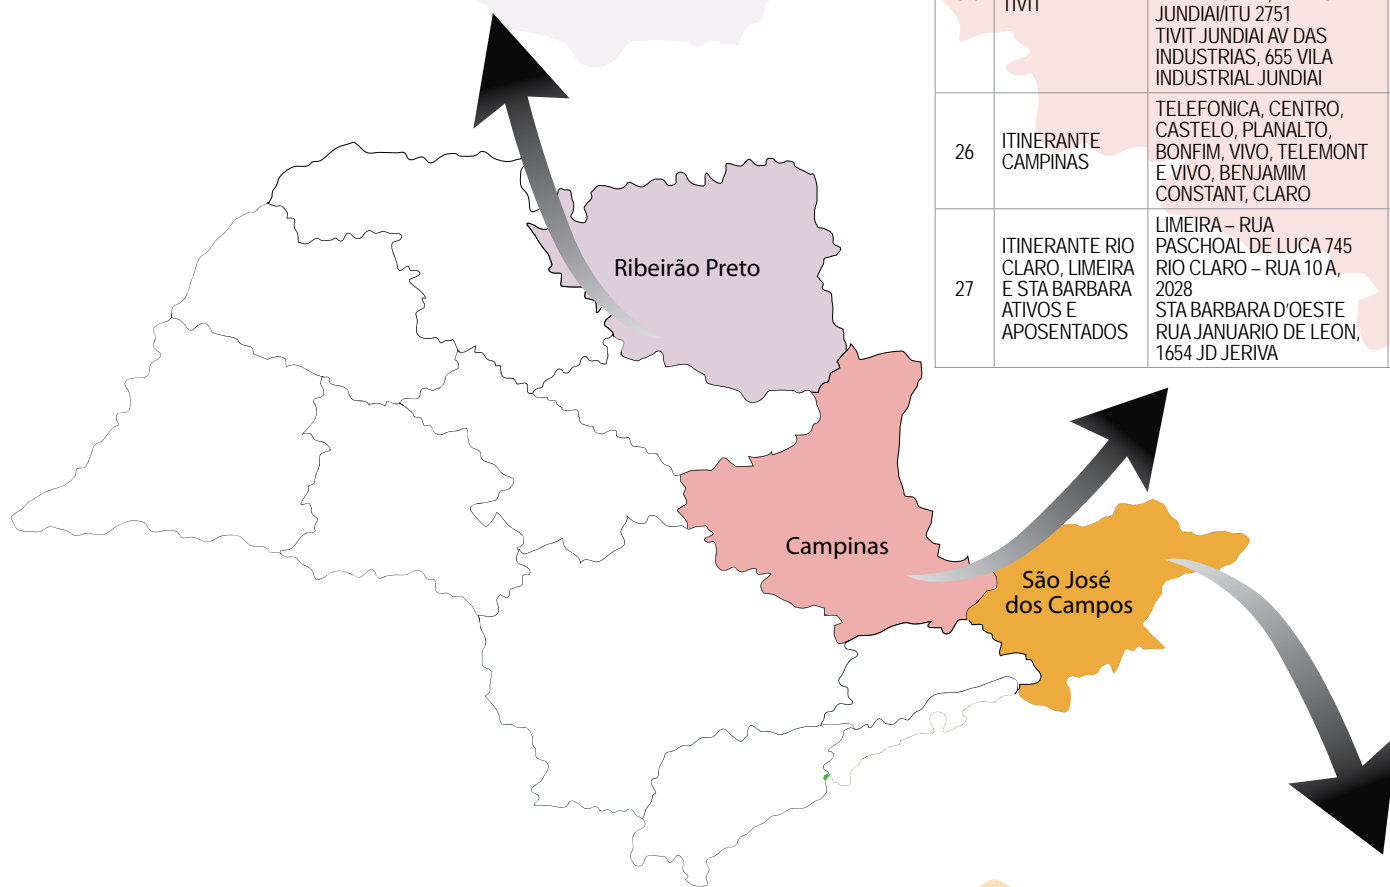 TIVIT
JUNDIAI/ITU 2751
TIVIT JUNDIAI AV DAS
INDUSTRIAS, 655 VILA
INDUSTRIAL JUNDIAI
26
ITINERANTE
CAMPINAS
TELEFONICA, CENTRO,
CASTELO, PLANALTO,
BONFIM, VIVO, TELEMONT
E VIVO, BENJAMIM
CONSTANT, CLARO
27
ITINERANTE RIO
CLARO, LIMEIRA
E STA BARBARA
ATIVOS E
APOSENTADOS
LIMEIRA – RUA
PASCHOAL DE LUCA 745
RIO CLARO – RUA 10 A,
2028
STA BARBARA D'OESTE
RUA JANUARIO DE LEON,
1654 JD JERIVA
Ribeirão Preto
Campinas
São José
dos Campos